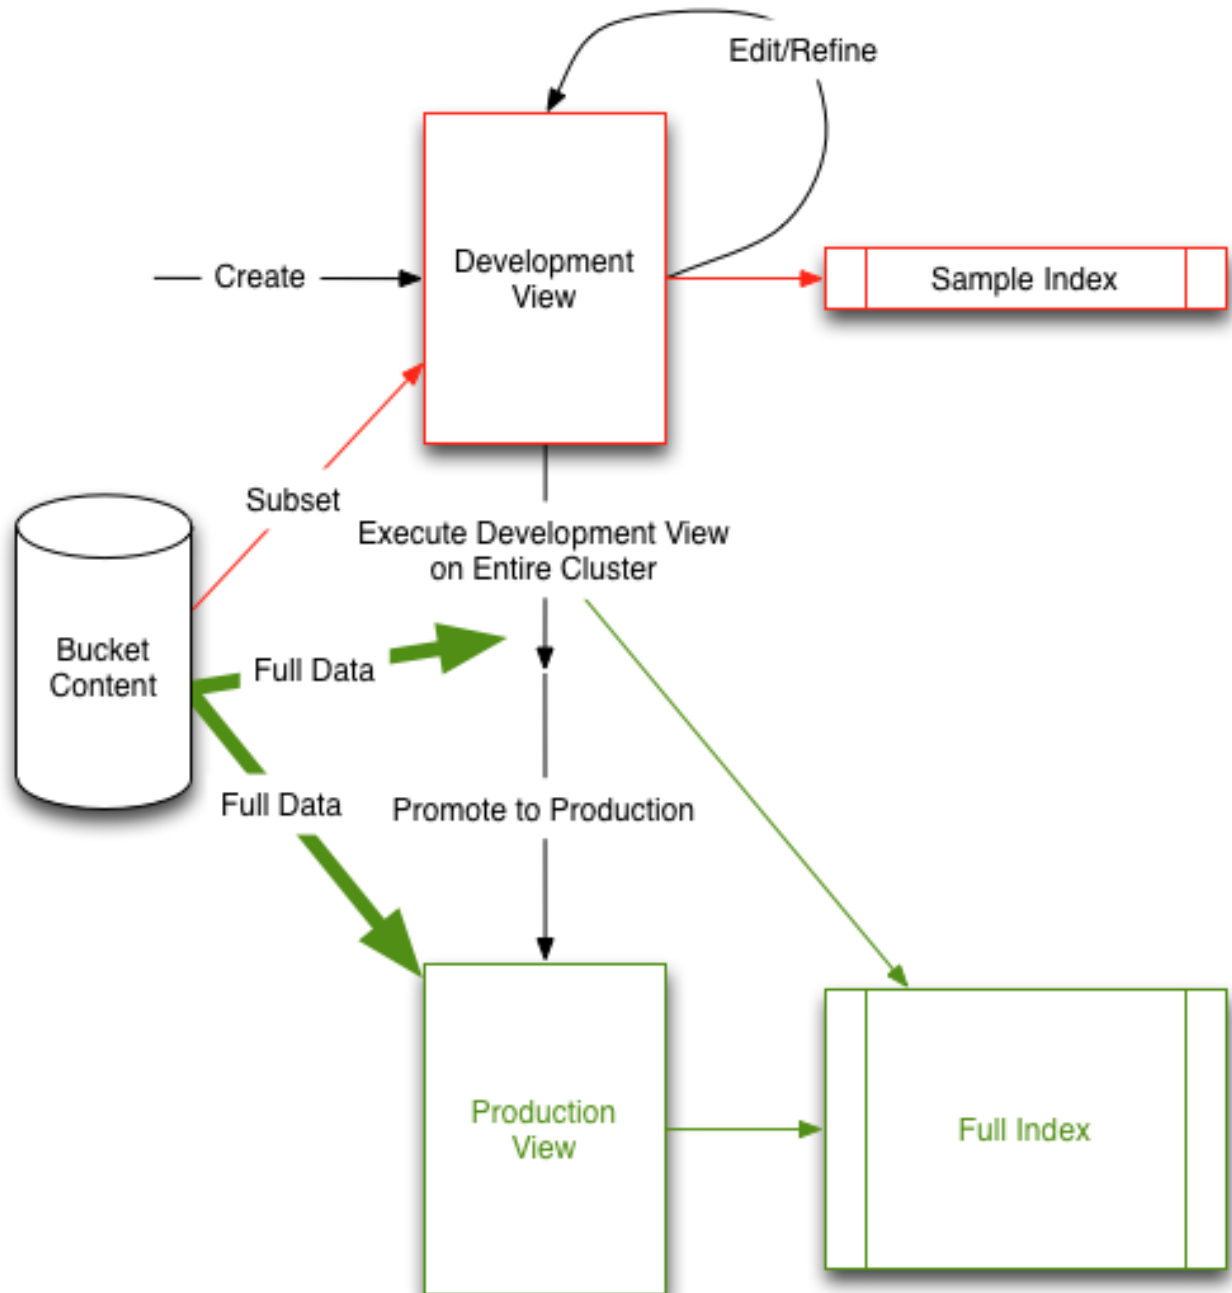 Edit/Refine
Development
View
Create
Sample Index
Subset
Execute Development View
on Entire Cluster
Bucket
Content
Full Data
Full Data
Promote to Production
Production
View
Full Index